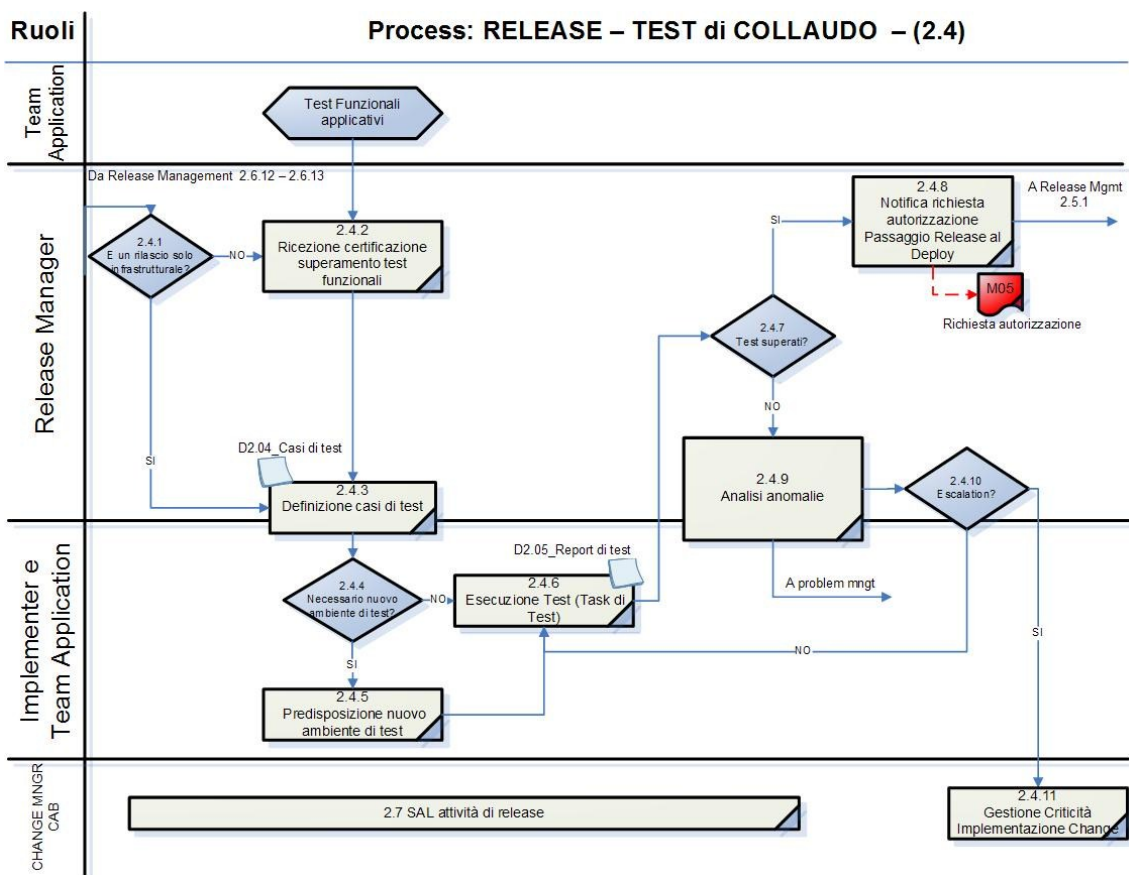 Ruoli
Process: RELEASE – TEST di COLLAUDO – (2.4)
Team
Application
Test Funzionali
applicativi
Release Manager
Da Release Management 2.6.12 – 2.6.13
2.4.1
E un rilascio solo
infrastrutturale?
NO
2.4.2
Ricezione certificazione
superamento test
funzionali
SI
2.4.8
Notifica richiesta
autorizzazione
Passaggio Release al
Deploy
A Release Mgmt
2.5.1
M05
Richiesta autorizzazione
2.4.7
Test superati?
NO
SI
D2.04_Casi di test
2.4.3
Definizione casi di test
2.4.9
Analisi anomalie
2.4.10
Escalation?
Implementer e
Team Application
2.4.4
Necessario nuovo
ambiente di test?
NO
D2.05_Report di test
2.4.6
Esecuzione Test (Task di
Test)
A problem mngt
SI
NO
SI
2.4.5
Predisposizione nuovo
ambiente di test
CHANGE MNGR
CAB
2.7 SAL attività di release
2.4.11
Gestione Criticità
Implementazione Change